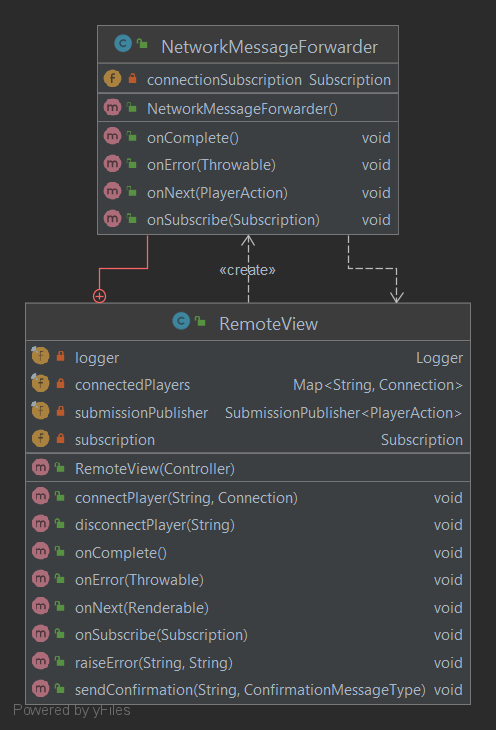 NetworkMessageForwarder
connectionSubscription Subscription
NetworkMessageForwarder()
onComplete() void
onError(Throwable) void
onNext(PlayerAction) void
onSubscribe(Subscription) void
«create»
RemoteView
logger Logger
connectedPlayers Map<String, Connection>
submissionPublisher SubmissionPublisher<PlayerAction>
subscription Subscription
RemoteView(Controller)
connectPlayer(String, Connection) void
disconnectPlayer(String) void
onComplete() void
onError(Throwable) void
onNext(Renderable) void
onSubscribe(Subscription) void
raiseError(String, String) void
sendConfirmation(String, ConfirmationMessageType) void
Powered by yFiles